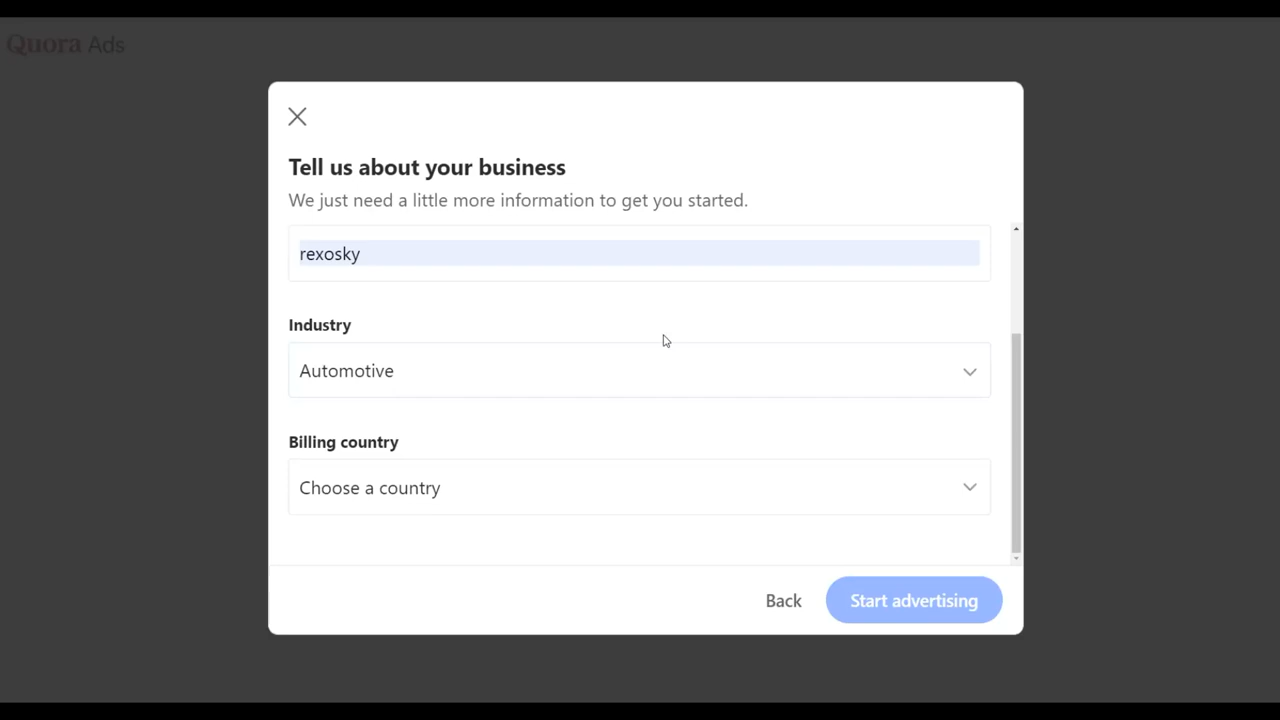 Quora Ads
Tell us about your business
We just need a little more information to get you started.
rexosky
Industry
Automotive
Billing country
Choose a country
Back
Start advertising